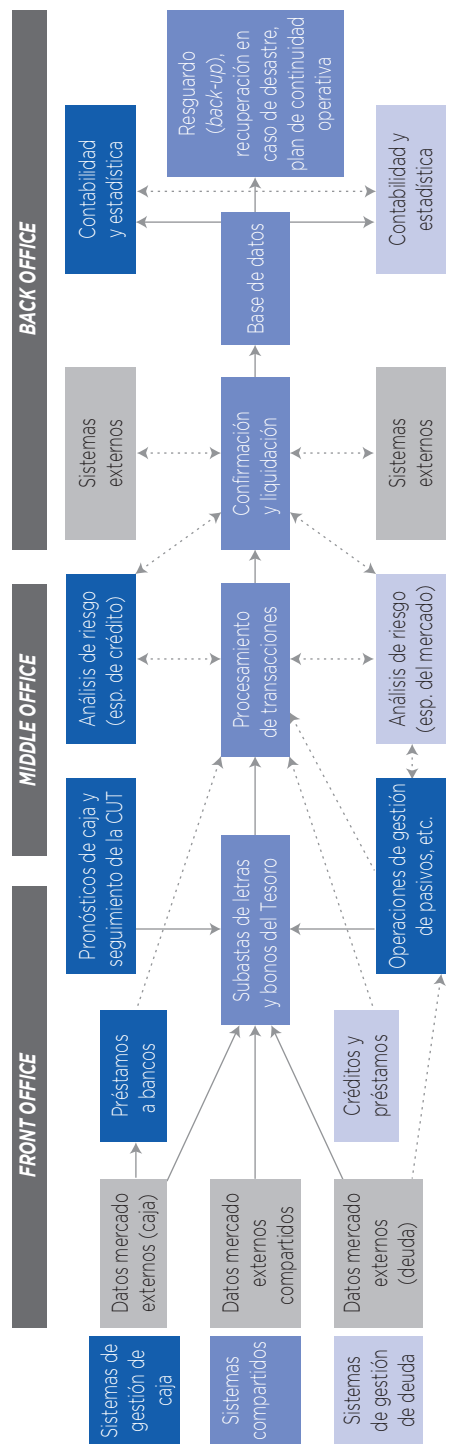 FRONT OFFICE
MIDDLE OFFICE
BACK OFFICE
Sistemas de
gestión de
caja
Datos mercado
externos (caja)
Préstamos
a bancos
Pronósticos de caja y
seguimiento de la CUT
Análisis de riesgo
(esp. de crédito)
Sistemas
externos
Contabilidad
y estadística
Sistemas
compartidos
Datos mercado
externos
compartidos
Subastas de letras
y bonos del Tesoro
Procesamiento
de transacciones
Confirmación
y liquidación
Base de datos
Resguardo
(back-up),
recuperación en
caso de desastre,
plan de continuidad
operativa
Sistemas
de gestión
de deuda
Datos mercado
externos
(deuda)
Créditos y
préstamos
Operaciones de gestión
de pasivos, etc.
Análisis de riesgo
(esp. del mercado)
Sistemas
externos
Contabilidad y
estadística